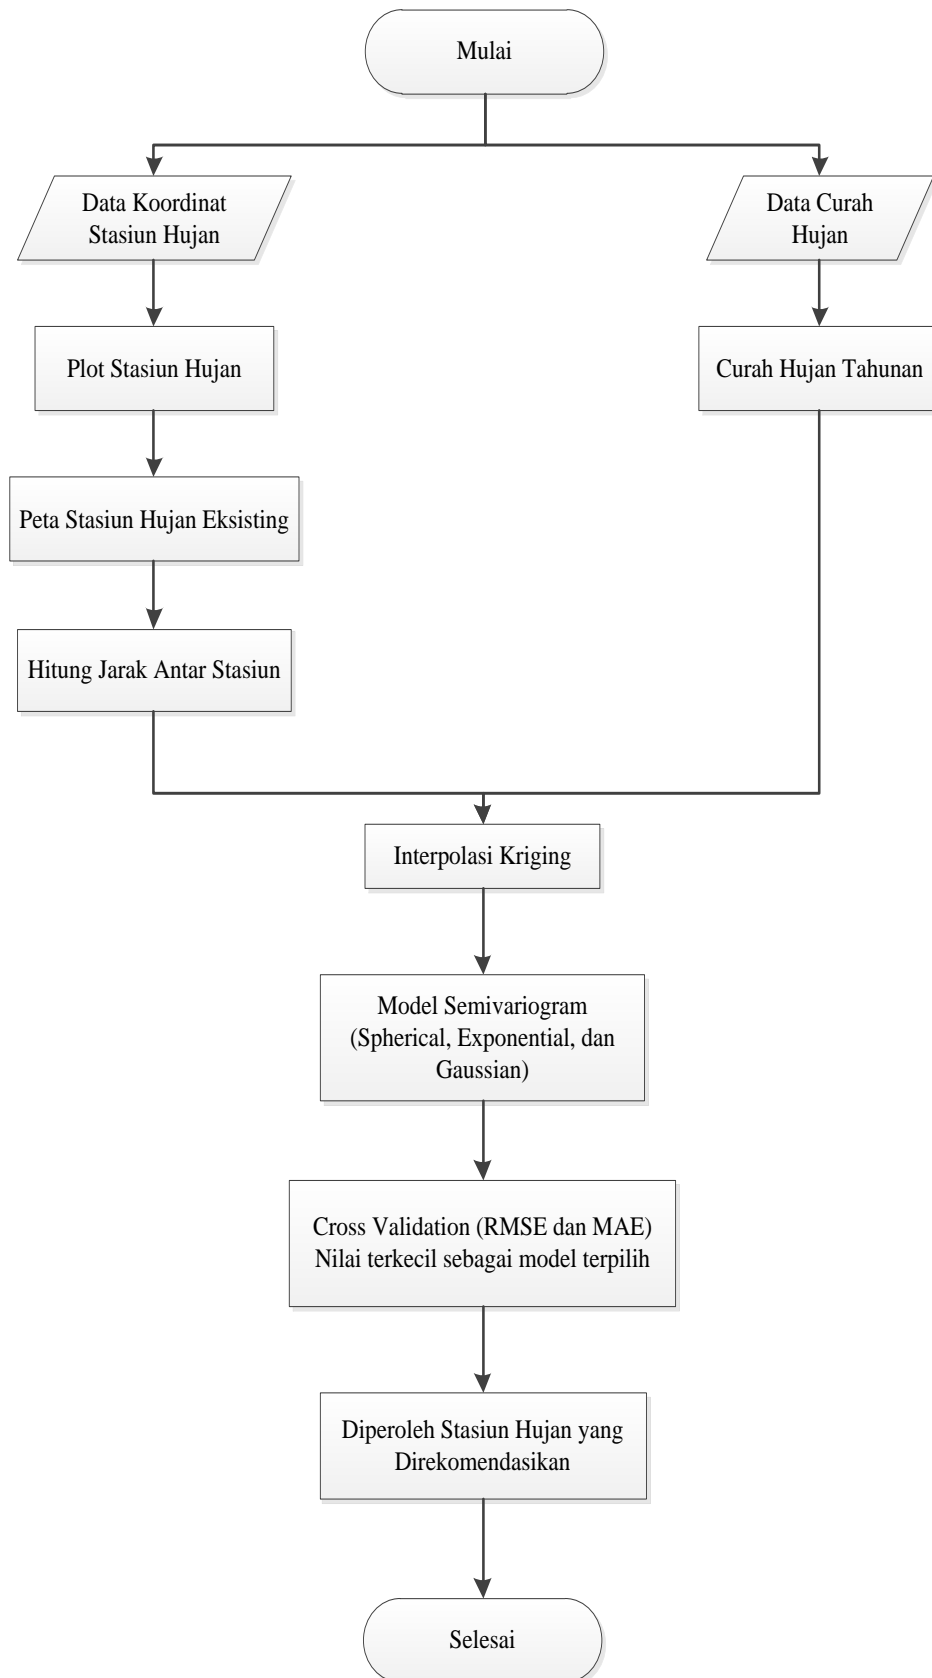 Mulai
Data Koordinat
Stasiun Hujan
Data Curah
Hujan
Plot Stasiun Hujan
Curah Hujan Tahunan
Peta Stasiun Hujan Eksisting
Hitung Jarak Antar Stasiun
Interpolasi Kriging
Model Semivariogram
(Spherical, Exponential, dan
Gaussian)
Cross Validation (RMSE dan MAE)
Nilai terkecil sebagai model terpilih
Diperoleh Stasiun Hujan yang
Direkomendasikan
Selesai